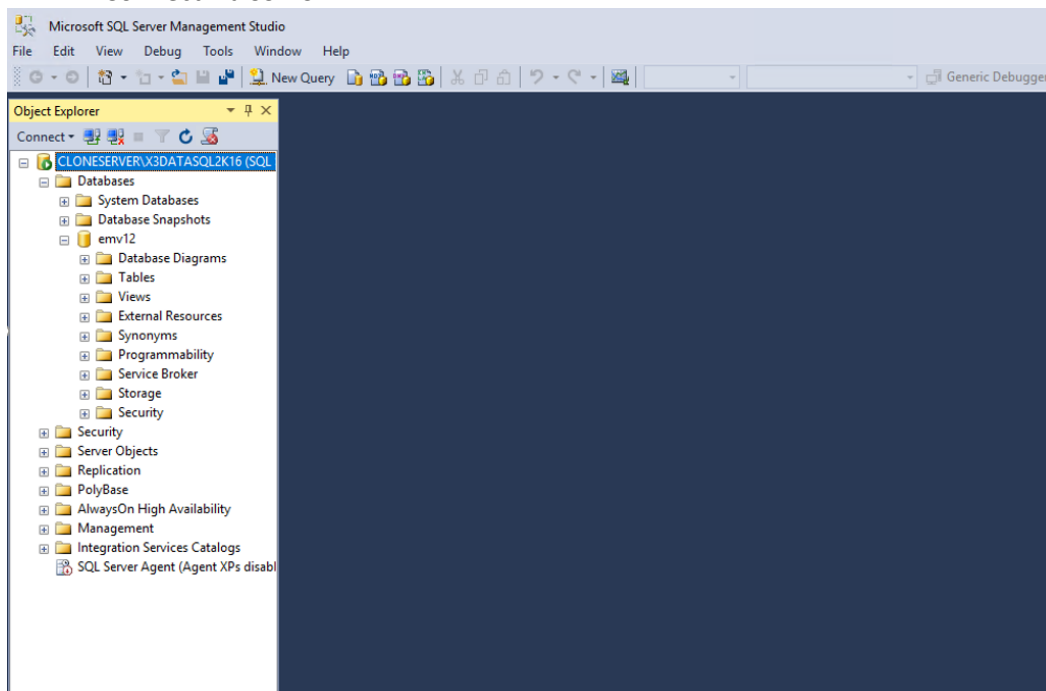 Microsoft SQL Server Management Studio
File Edit View Debug Tools Window Help
New Query Generic Debugger
Object Explorer
Connect
CLONESERVER\X3DATASQL2K16 (SQL
Databases
System Databases
Database Snapshots
emv12
Database Diagrams
Tables
Views
External Resources
Synonyms
Programmability
Service Broker
Storage
Security
Security
Server Objects
Replication
PolyBase
AlwaysOn High Availability
Management
Integration Services Catalogs
SQL Server Agent (Agent XPs disabl